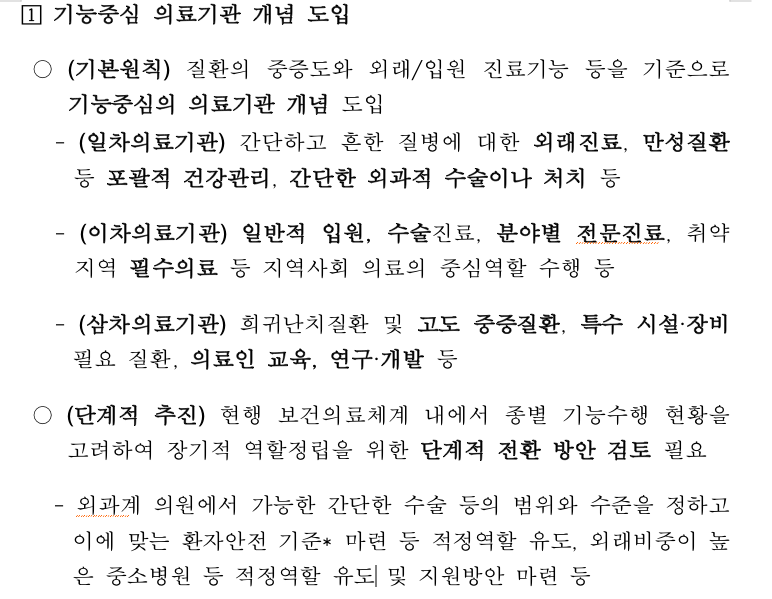 1 기능중심 의료기관 개념 도입
○ (기본원칙) 질환의 중증도와 외래/입원 진료기능 등을 기준으로
기능중심의 의료기관 개념 도입
- (일차의료기관) 간단하고 흔한 질병에 대한 외래진료, 만성질환
등 포괄적 건강관리, 간단한 외과적 수술이나 처치 등
- (이차의료기관) 일반적 입원, 수술진료, 분야별 전문진료, 취약
지역 필수의료 등 지역사회 의료의 중심역할 수행 등
- (삼차의료기관) 희귀난치질환 및 고도 중증질환, 특수 시설·장비
필요 질환, 의료인 교육, 연구·개발 등
○ (단계적 추진) 현행 보건의료체계 내에서 종별 기능수행 현황을
고려하여 장기적 역할정립을 위한 단계적 전환 방안 검토 필요
- 외과계 의원에서 가능한 간단한 수술 등의 범위와 수준을 정하고
이에 맞는 환자안전 기준* 마련 등 적정역할 유도, 외래비중이 높
은 중소병원 등 적정역할 유도 및 지원방안 마련 등